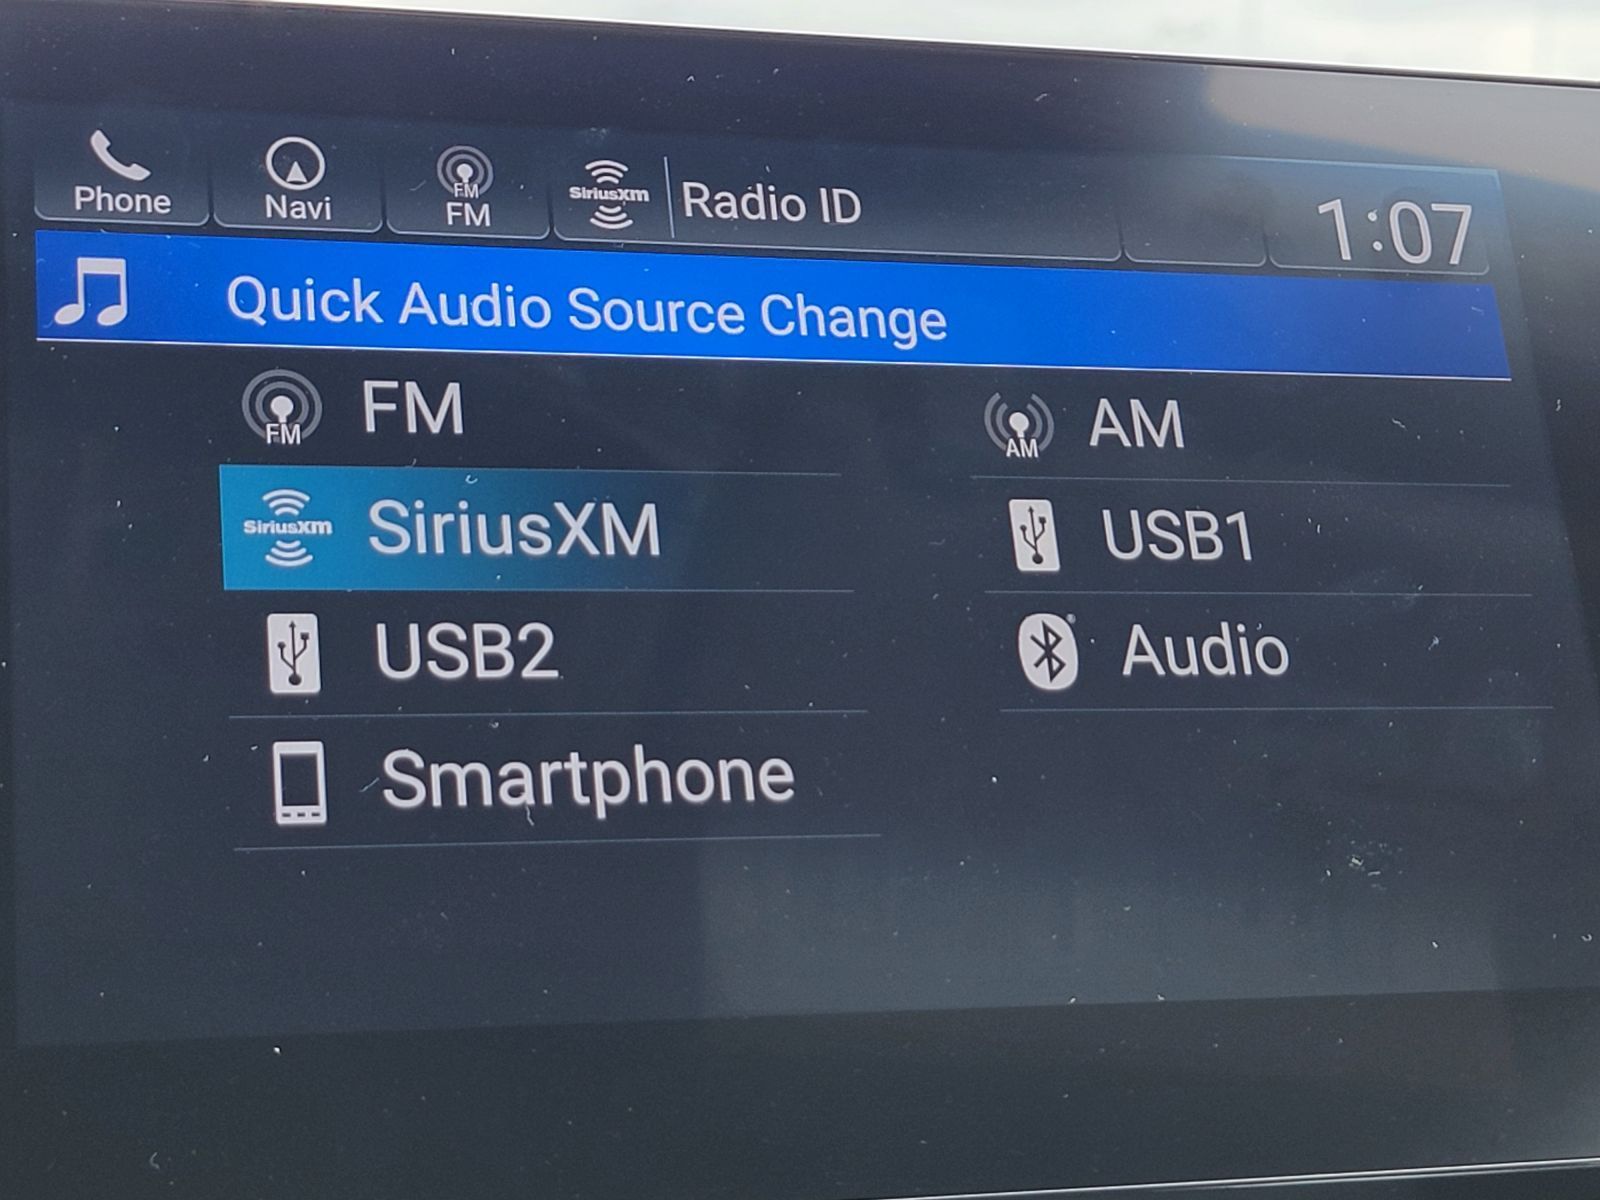 Phone
Navi
FM
FM
SiriusXm
Radio ID
1:07
Quick Audio Source Change
FM
FM
AM
AM
SiriusXm
SiriusXM
USB1
USB2
Audio
Smartphone